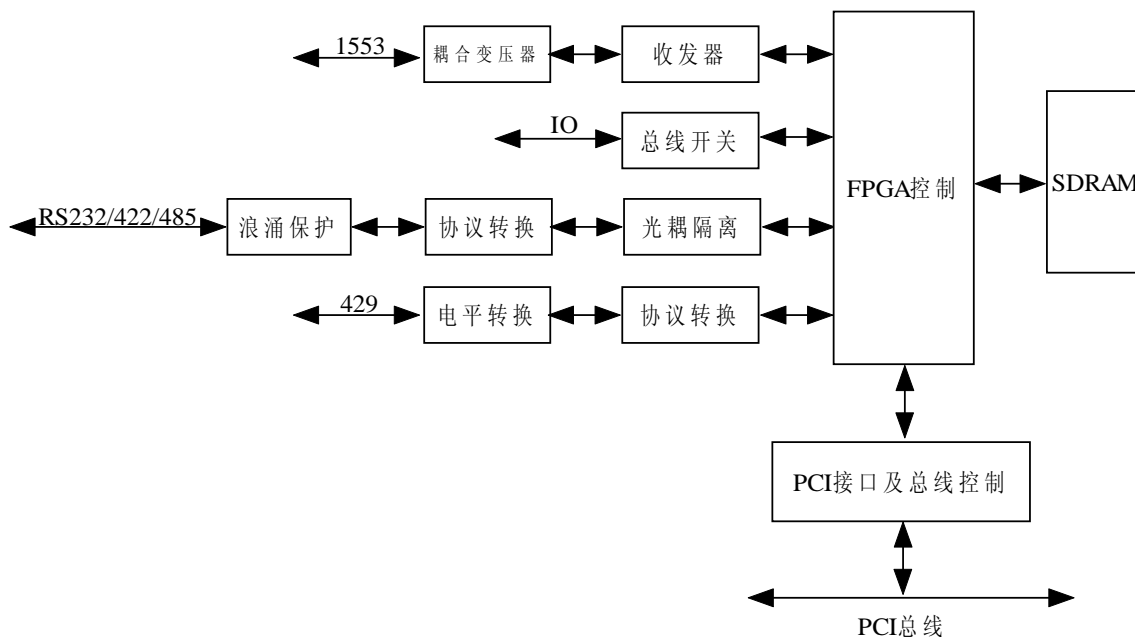 1553
耦合变压器
收发器
IO
总线开关
FPGA控制
SDRAM
RS232/422/485
浪涌保护
协议转换
光耦隔离
429
电平转换
协议转换
PCI接口及总线控制
PCI总线